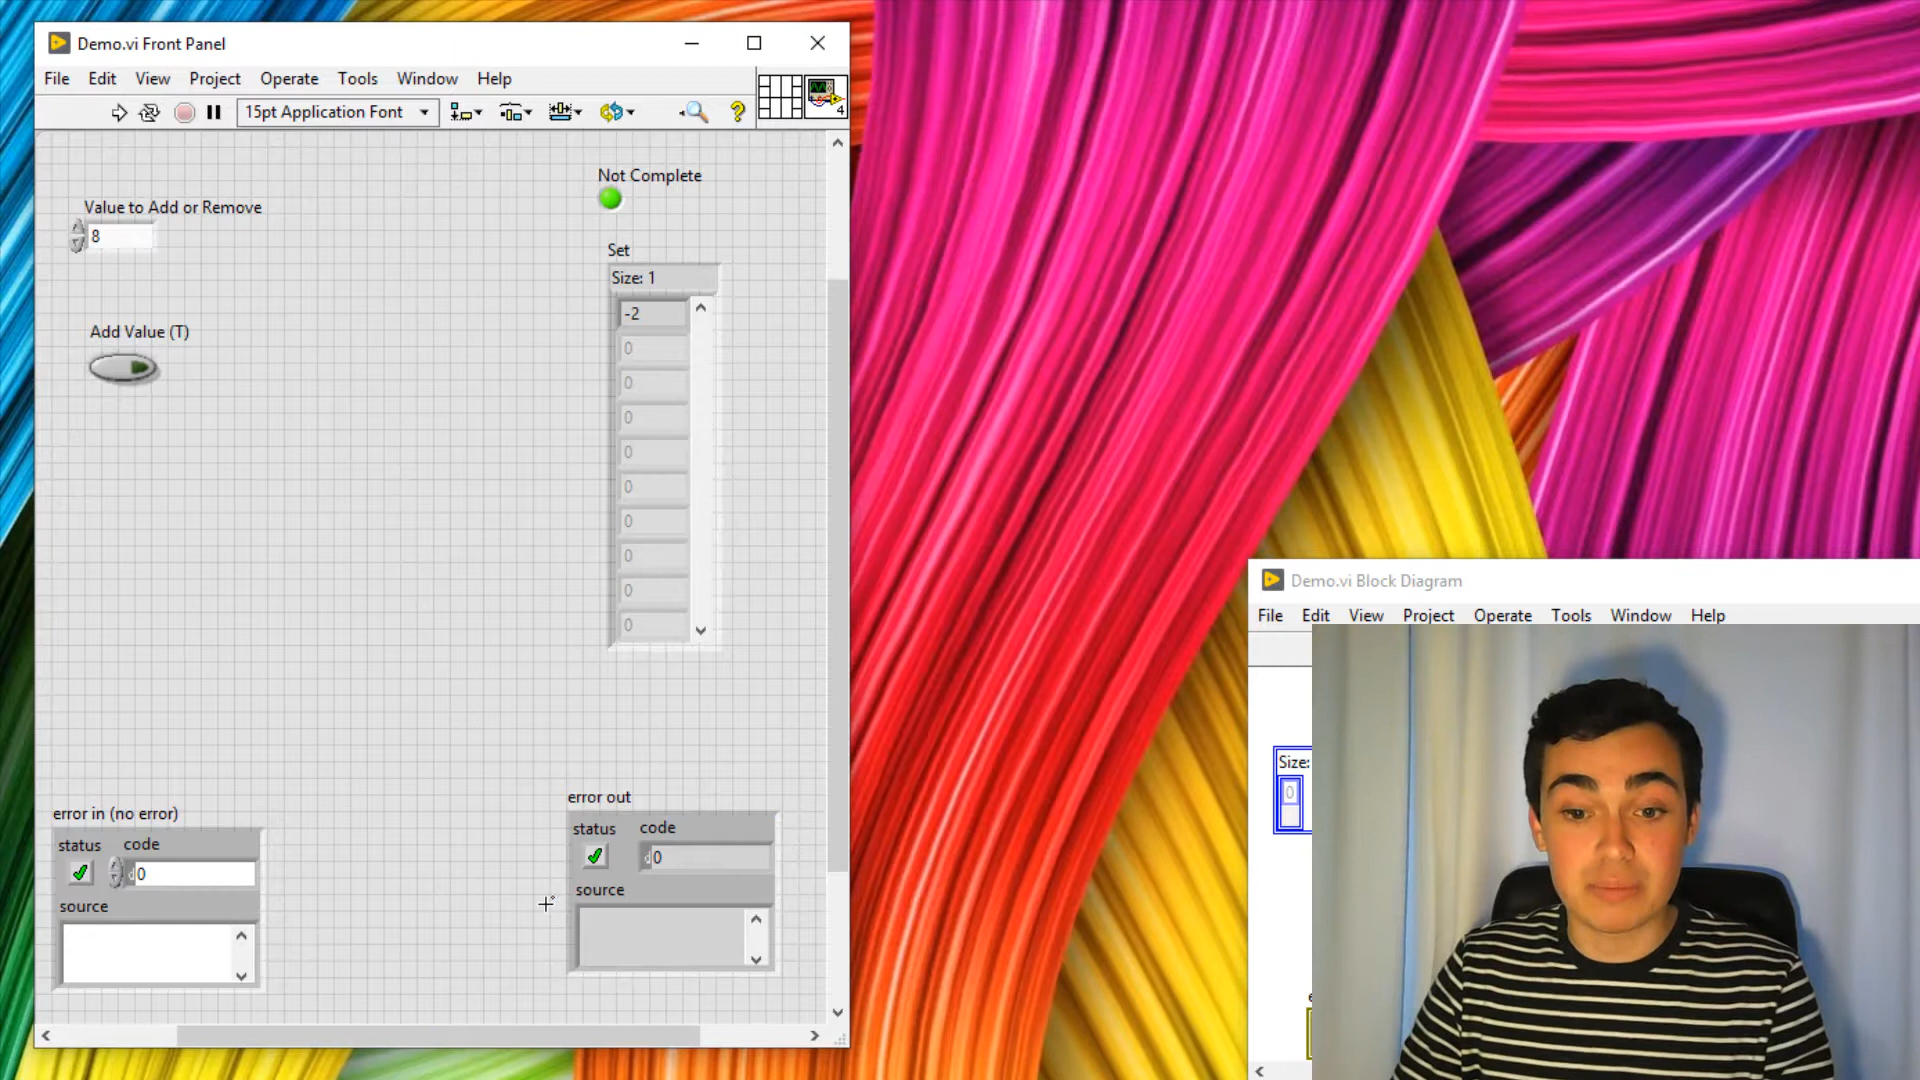 Demo.vi Front Panel
File Edit View Project Operate Tools Window Help
15pt Application Font
4
Not Complete
Value to Add or Remove
8
Set
Size: 1
-2
0
0
0
0
0
0
0
0
0
Add Value (T)
error in (no error)
status code
d0
source
error out
status code
d0
source
Demo.vi Block Diagram
File Edit View Project Operate Tools Window Help
Size:
0